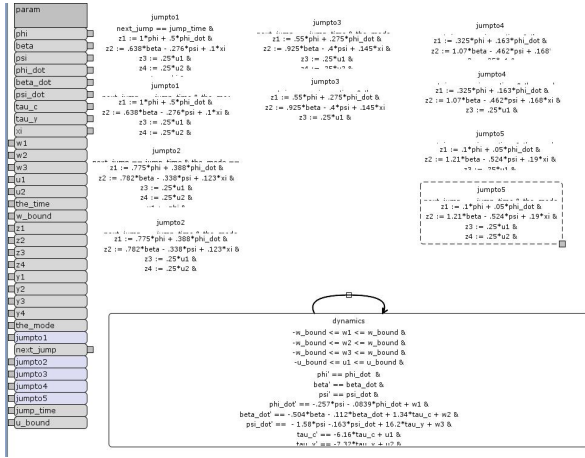 param
phi
beta
psi
phi_dot
beta_dot
psi_dot
tau_c
tau_y
xi
w1
w2
w3
u1
u2
the_time
w_bound
z1
z2
z3
z4
y1
y2
y3
y4
the_mode
jumpto1
next_jump
jumpto2
jumpto3
jumpto4
jumpto5
jump_time
u_bound
jumpto1
next_jump == jump_time &
z1 := 1*phi + .5*phi_dot &
z2 := .638*beta - .276*psi + .1*xi
z3 := .25*u1 &
z4 := .25*u2 &
jumpto1
z1 := 1*phi + .5*phi_dot &
z2 := .638*beta - .276*psi + .1*xi
z3 := .25*u1 &
z4 := .25*u2 &
jumpto2
z1 := .775*phi + .388*phi_dot &
z2 := .782*beta - .338*psi + .123*xi &
z3 := .25*u1 &
z4 := .25*u2 &
jumpto2
z1 := .775*phi + .388*phi_dot &
z2 := .782*beta - .338*psi + .123*xi &
z3 := .25*u1 &
z4 := .25*u2 &
jumpto3
z1 := .55*phi + .275*phi_dot &
z2 := .925*beta - .4*psi + .145*xi &
z3 := .25*u1 &
jumpto3
z1 := .55*phi + .275*phi_dot &
z2 := .925*beta - .4*psi + .145*xi
z3 := .25*u1 &
jumpto4
z1 := .325*phi + .163*phi_dot &
z2 := 1.07*beta - .462*psi + .168*
jumpto4
z1 := .325*phi + .163*phi_dot &
z2 := 1.07*beta - .462*psi + .168*xi &
z3 := .25*u1 &
jumpto5
z1 := .1*phi + .05*phi_dot &
z2 := 1.21*beta - .524*psi + .19*xi &
z3 := .25*u1 &
jumpto5
z1 := .1*phi + .05*phi_dot &
z2 := 1.21*beta - .524*psi + .19*xi &
z3 := .25*u1 &
z4 := .25*u2 &
dynamics
-w_bound <= w1 <= w_bound &
-w_bound <= w2 <= w_bound &
-w_bound <= w3 <= w_bound &
-u_bound <= u1 <= u_bound &
phi' == phi_dot &
beta' == beta_dot &
psi' == psi_dot &
phi_dot' == -.257*psi - .0839*phi_dot + w1 &
beta_dot' == -.504*beta - .112*beta_dot + 1.34*tau_c + w2 &
psi_dot' == - 1.58*psi -.163*psi_dot + 16.2*tau_y + w3 &
tau_c' == -6.16*tau_c + u1 &
tau_y' == -7.32*tau_y + u2 &